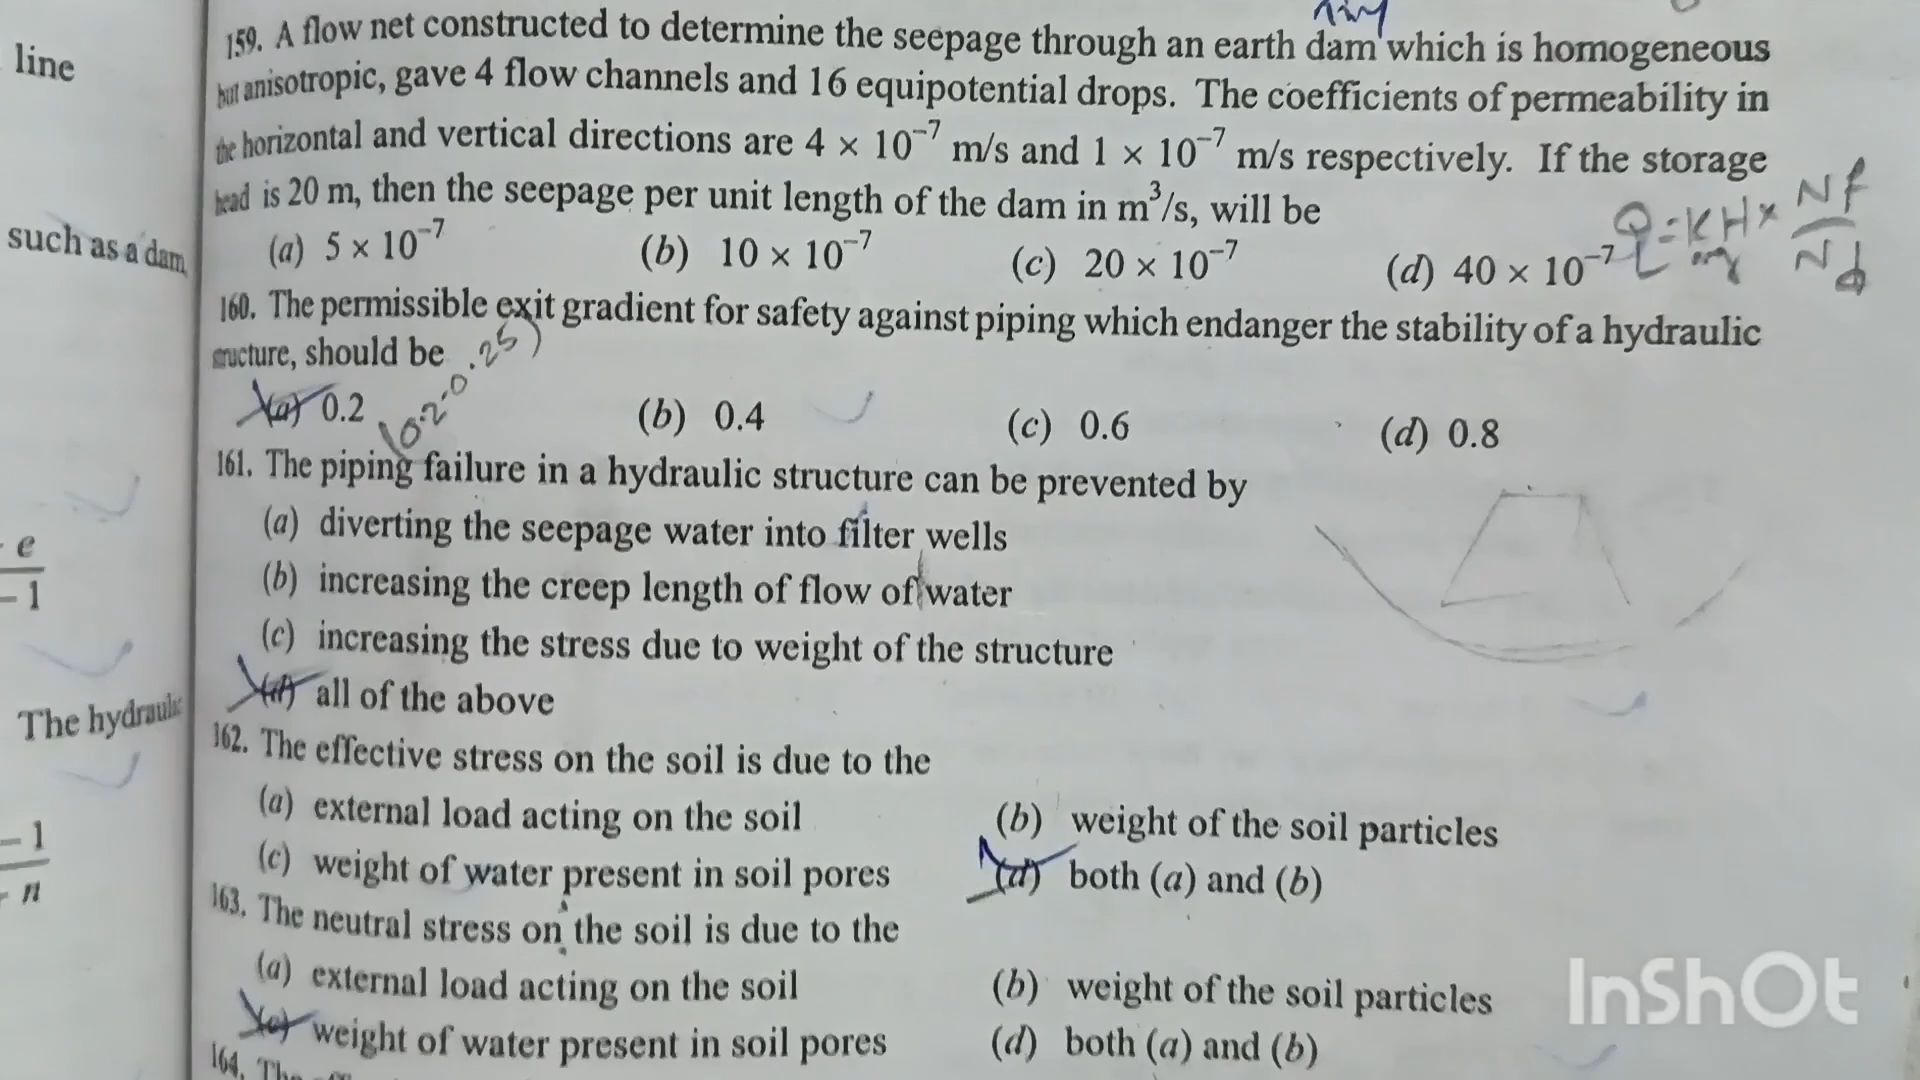 line
such as a dam
e
-1
The hydraulic
-1
n
159. A flow net constructed to determine the seepage through an earth dam which is homogeneous
but anisotropic, gave 4 flow channels and 16 equipotential drops. The coefficients of permeability in
the horizontal and vertical directions are 4 × 10⁻⁷ m/s and 1 × 10⁻⁷ m/s respectively. If the storage
head is 20 m, then the seepage per unit length of the dam in m³/s, will be
(a) 5 × 10⁻⁷ (b) 10 × 10⁻⁷ (c) 20 × 10⁻⁷ (d) 40 × 10⁻⁷
Q = KH × Nf
L Nd
160. The permissible exit gradient for safety against piping which endanger the stability of a hydraulic
structure, should be
(0.2-0.25)
(a) 0.2 (b) 0.4 (c) 0.6 (d) 0.8
161. The piping failure in a hydraulic structure can be prevented by
(a) diverting the seepage water into filter wells
(b) increasing the creep length of flow of water
(c) increasing the stress due to weight of the structure
(d) all of the above
162. The effective stress on the soil is due to the
(a) external load acting on the soil (b) weight of the soil particles
(c) weight of water present in soil pores (d) both (a) and (b)
163. The neutral stress on the soil is due to the
(a) external load acting on the soil (b) weight of the soil particles
(c) weight of water present in soil pores (d) both (a) and (b)
164. The
InShOt